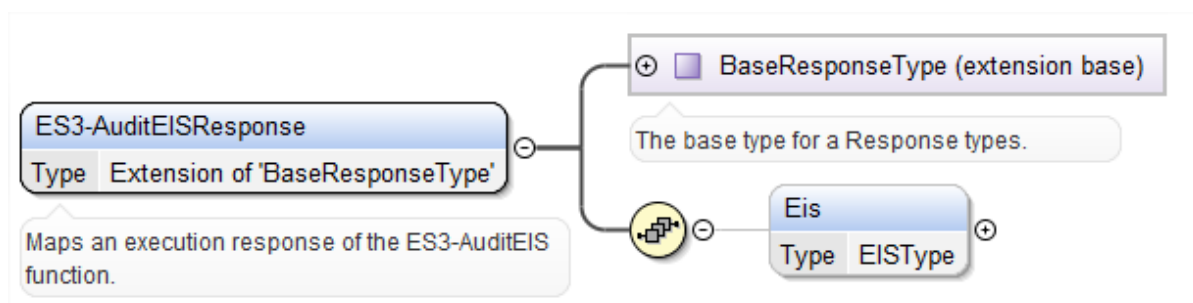 BaseResponseType (extension base)
The base type for a Response types.
ES3-AuditEISResponse
Type Extension of 'BaseResponseType'
Maps an execution response of the ES3-AuditEIS
function.
Eis
Type EISType